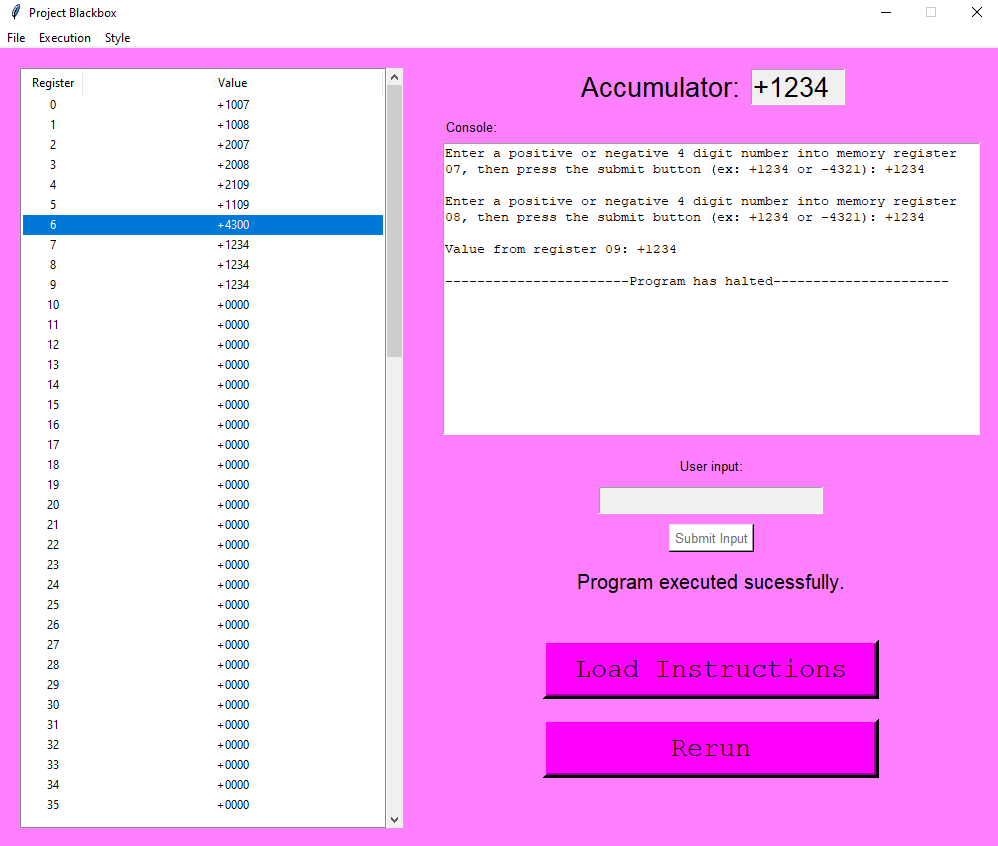 Project Blackbox
File Execution Style
Register Value
0 +1007
1 +1008
2 +2007
3 +2008
4 +2109
5 +1109
6 +4300
7 +1234
8 +1234
9 +1234
10 +0000
11 +0000
12 +0000
13 +0000
14 +0000
15 +0000
16 +0000
17 +0000
18 +0000
19 +0000
20 +0000
21 +0000
22 +0000
23 +0000
24 +0000
25 +0000
26 +0000
27 +0000
28 +0000
29 +0000
30 +0000
31 +0000
32 +0000
33 +0000
34 +0000
35 +0000
Accumulator: +1234
Console:
Enter a positive or negative 4 digit number into memory register
07, then press the submit button (ex: +1234 or -4321): +1234
Enter a positive or negative 4 digit number into memory register
08, then press the submit button (ex: +1234 or -4321): +1234
Value from register 09: +1234
-----------------------Program has halted----------------------
User input:
Submit Input
Program executed sucessfully.
Load Instructions
Rerun